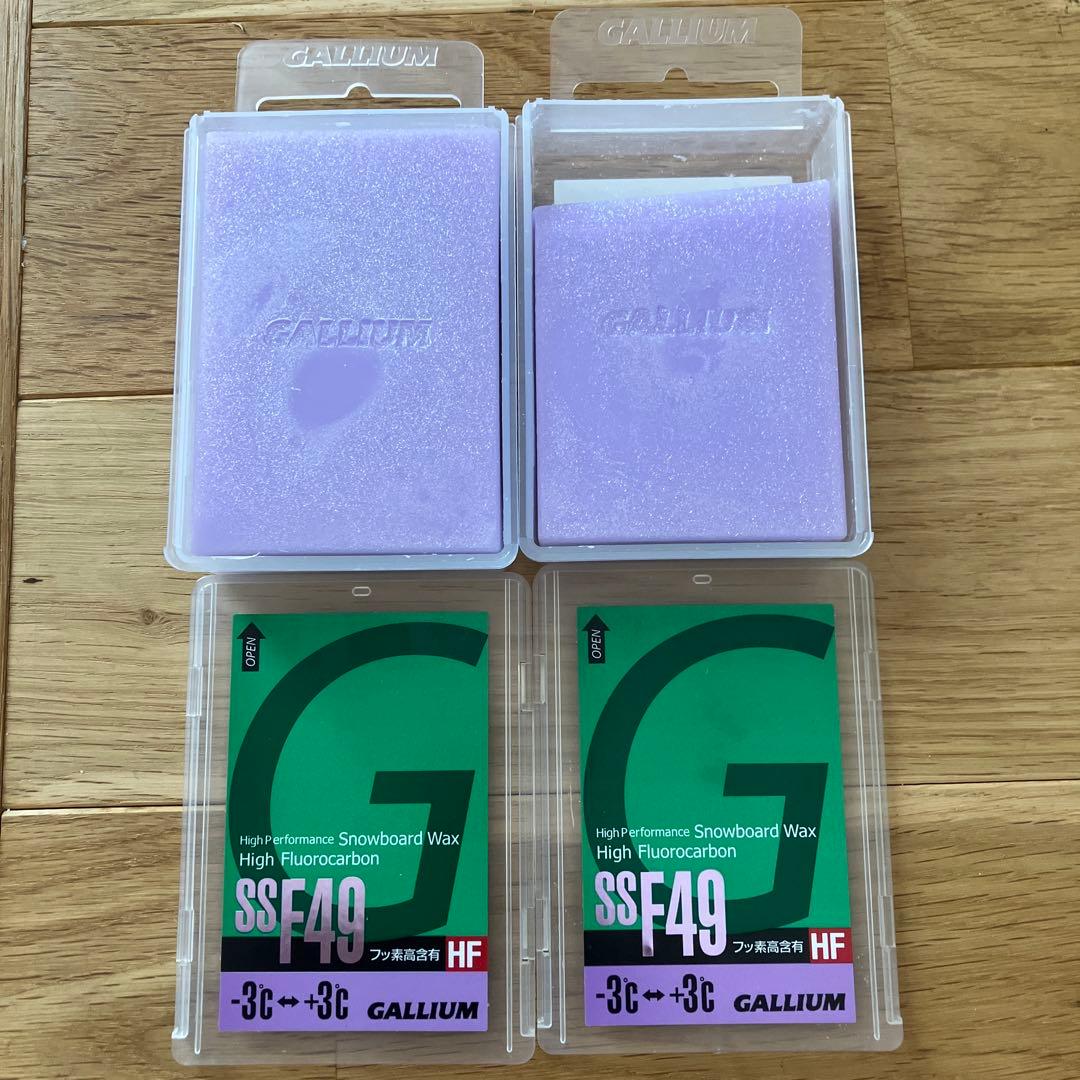 GALLIUM
GALLIUM
GALLIUM
GALLIUM
OPEN
High Performance Snowboard Wax
High Fluorocarbon
SSF49
フッ素高含有 HF
-3℃ ⇔ +3℃ GALLIUM
OPEN
High Performance Snowboard Wax
High Fluorocarbon
SSF49
フッ素高含有 HF
-3℃ ⇔ +3℃ GALLIUM